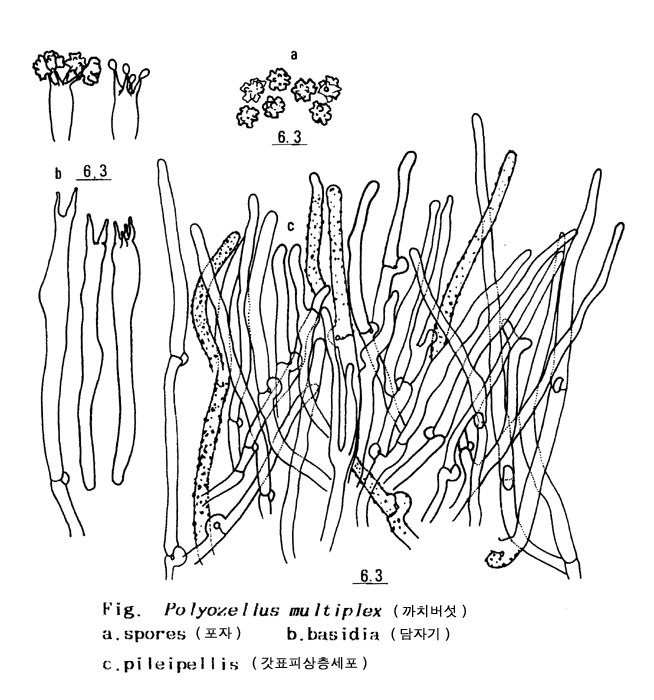 a
6.3
b 6.3
c
6.3
Fig. Polyozellus multiplex (까치버섯)
a.spores (포자) b.basidia (담자기)
c.pileipellis (갓표피상층세포)